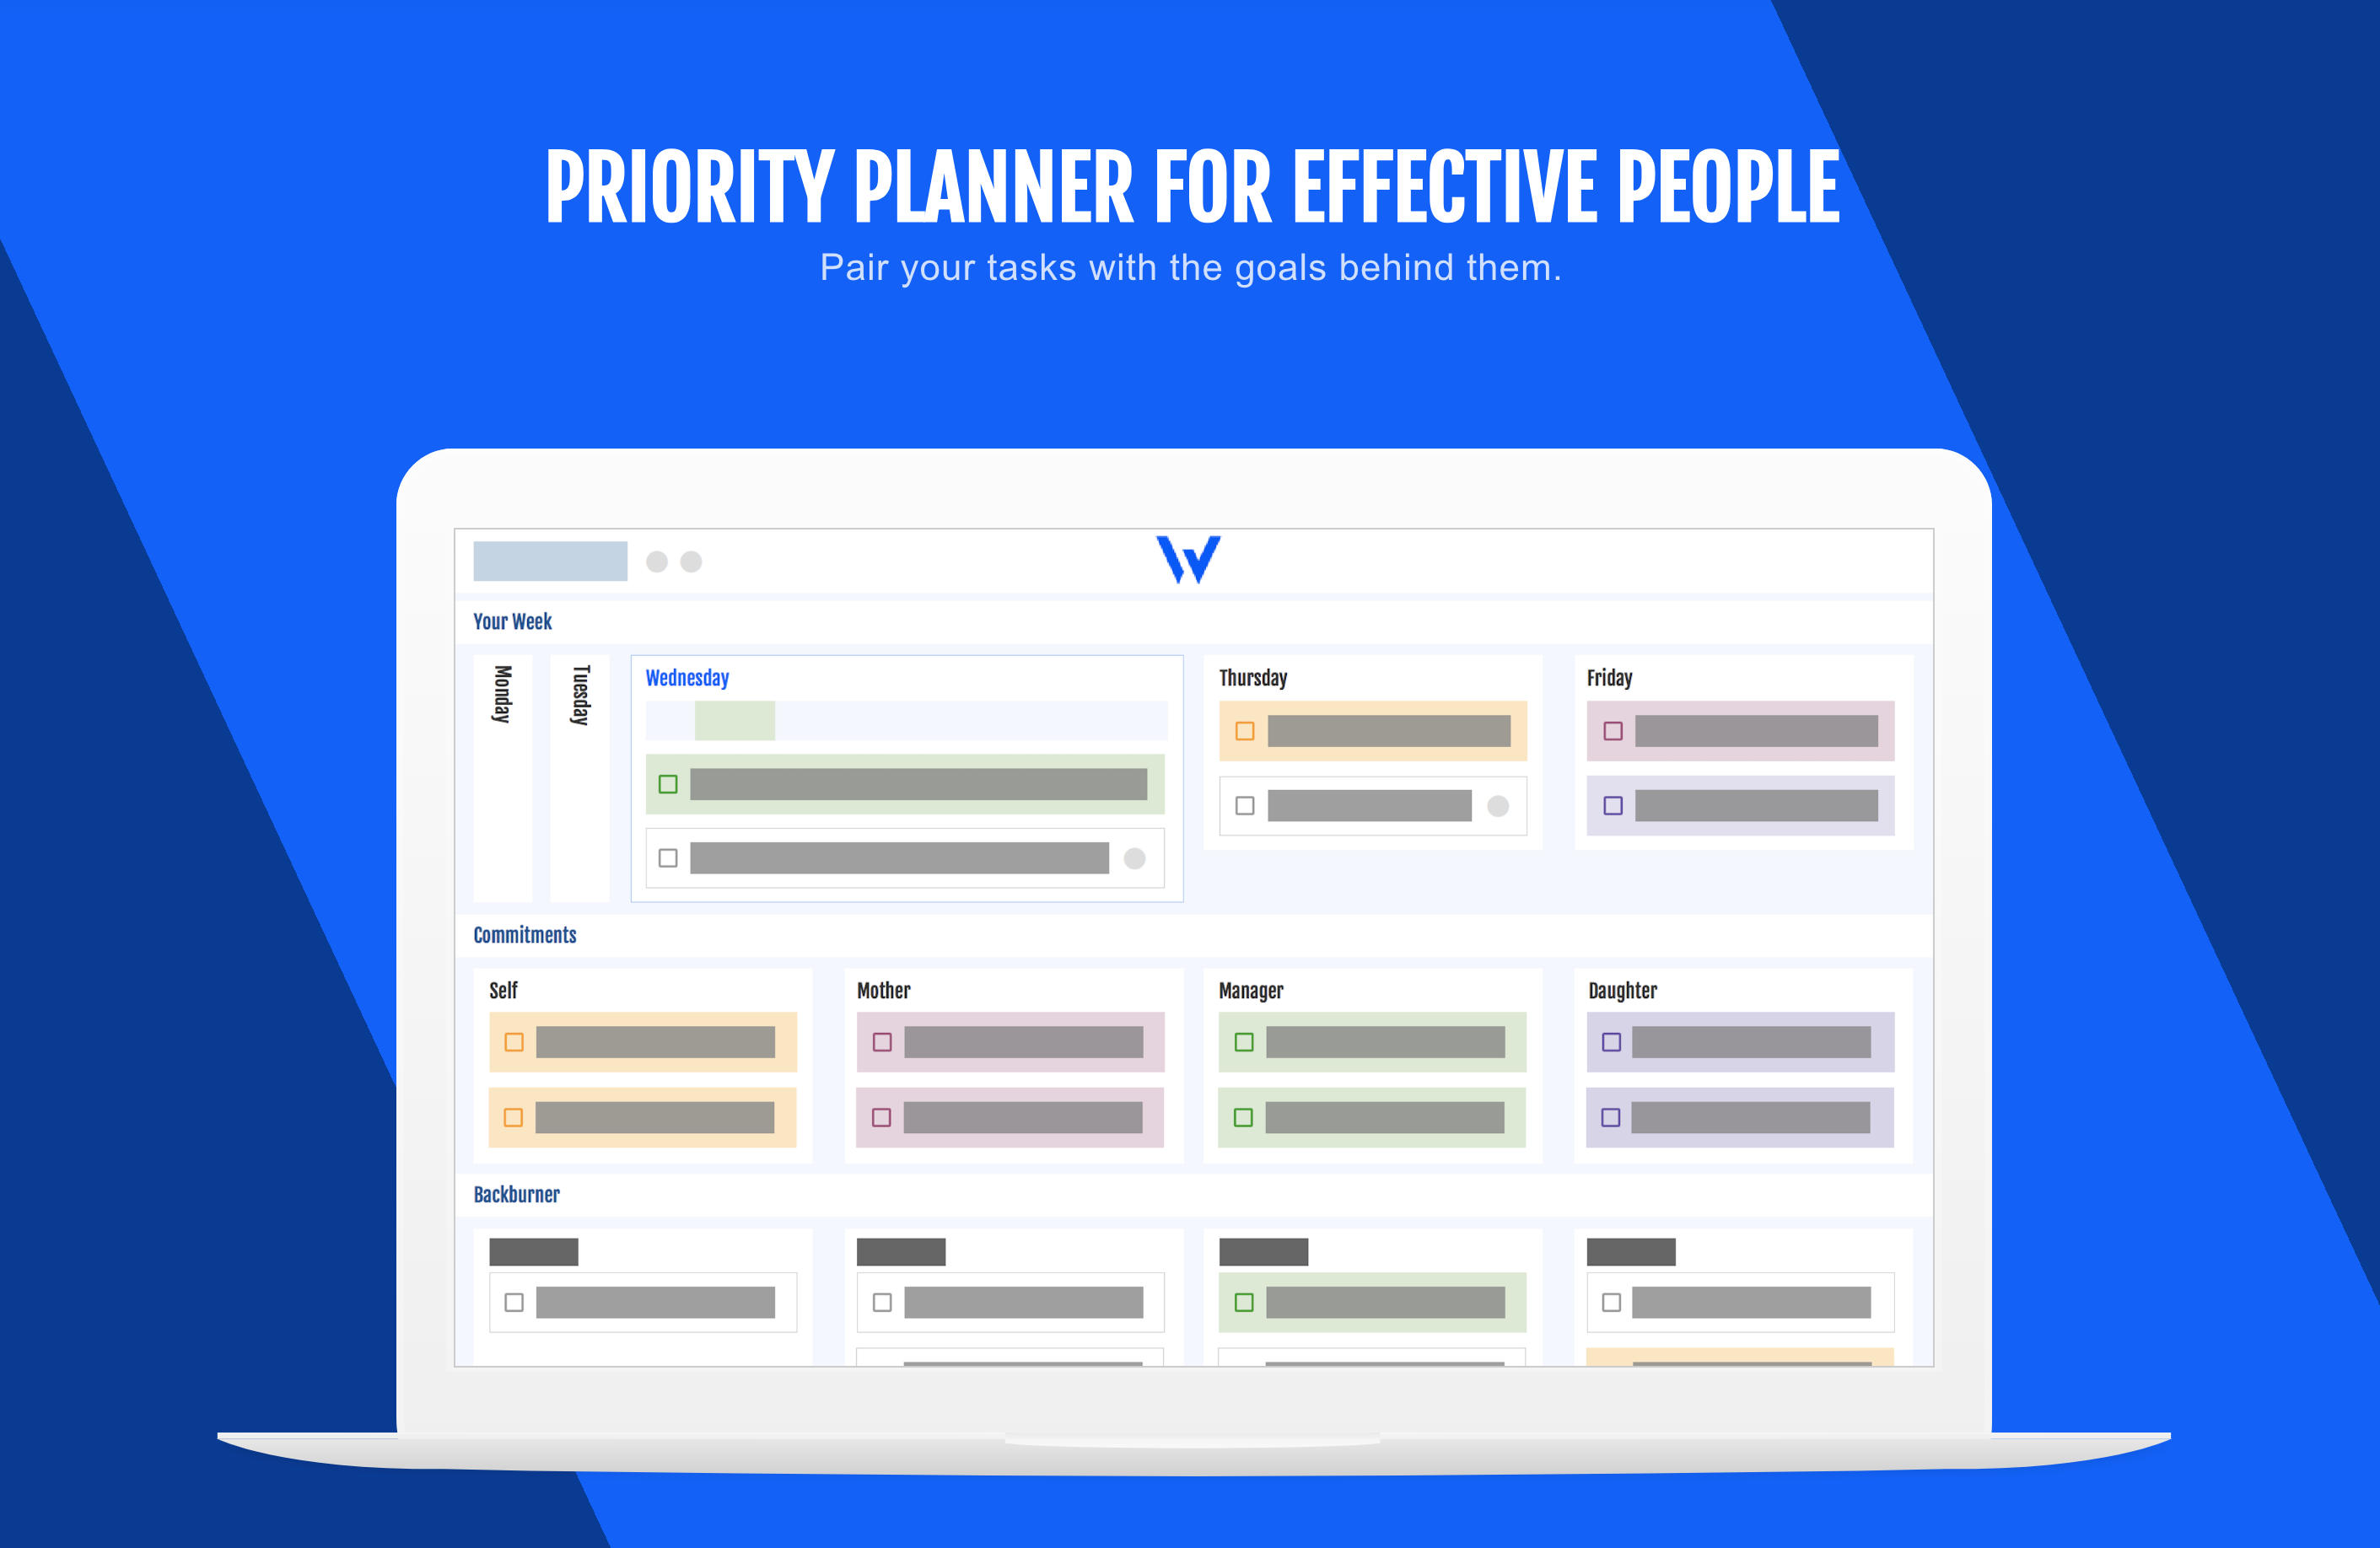 PRIORITY PLANNER FOR EFFECTIVE PEOPLE
Pair your tasks with the goals behind them.
W
Your Week
Monday
Tuesday
Wednesday
Thursday
Friday
Commitments
Self
Mother
Manager
Daughter
Backburner